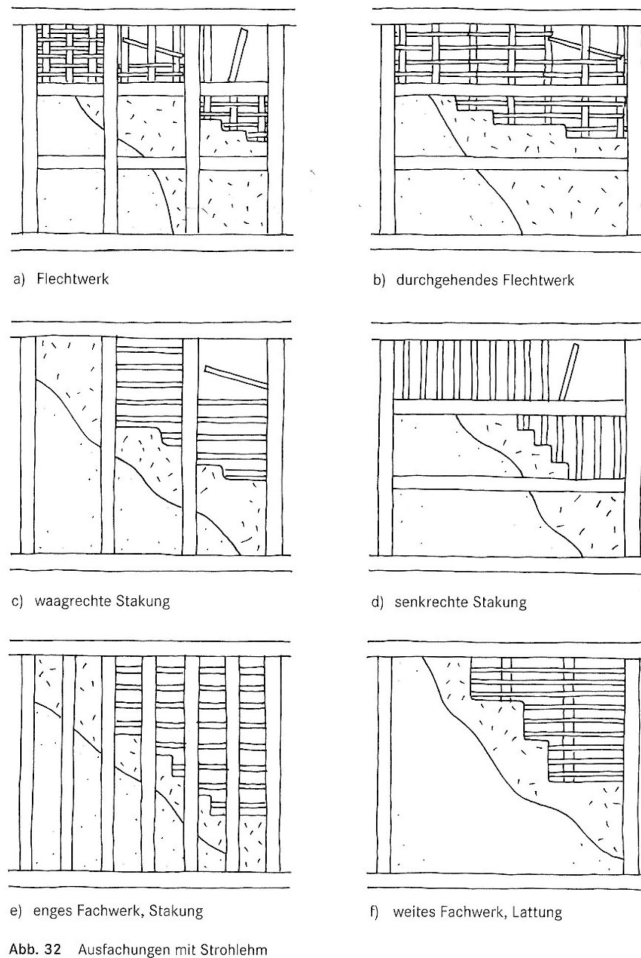 a) Flechtwerk
b) durchgehendes Flechtwerk
c) waagrechte Stakung
d) senkrechte Stakung
e) enges Fachwerk, Stakung
f) weites Fachwerk, Lattung
Abb. 32 Ausfachungen mit Strohlehm